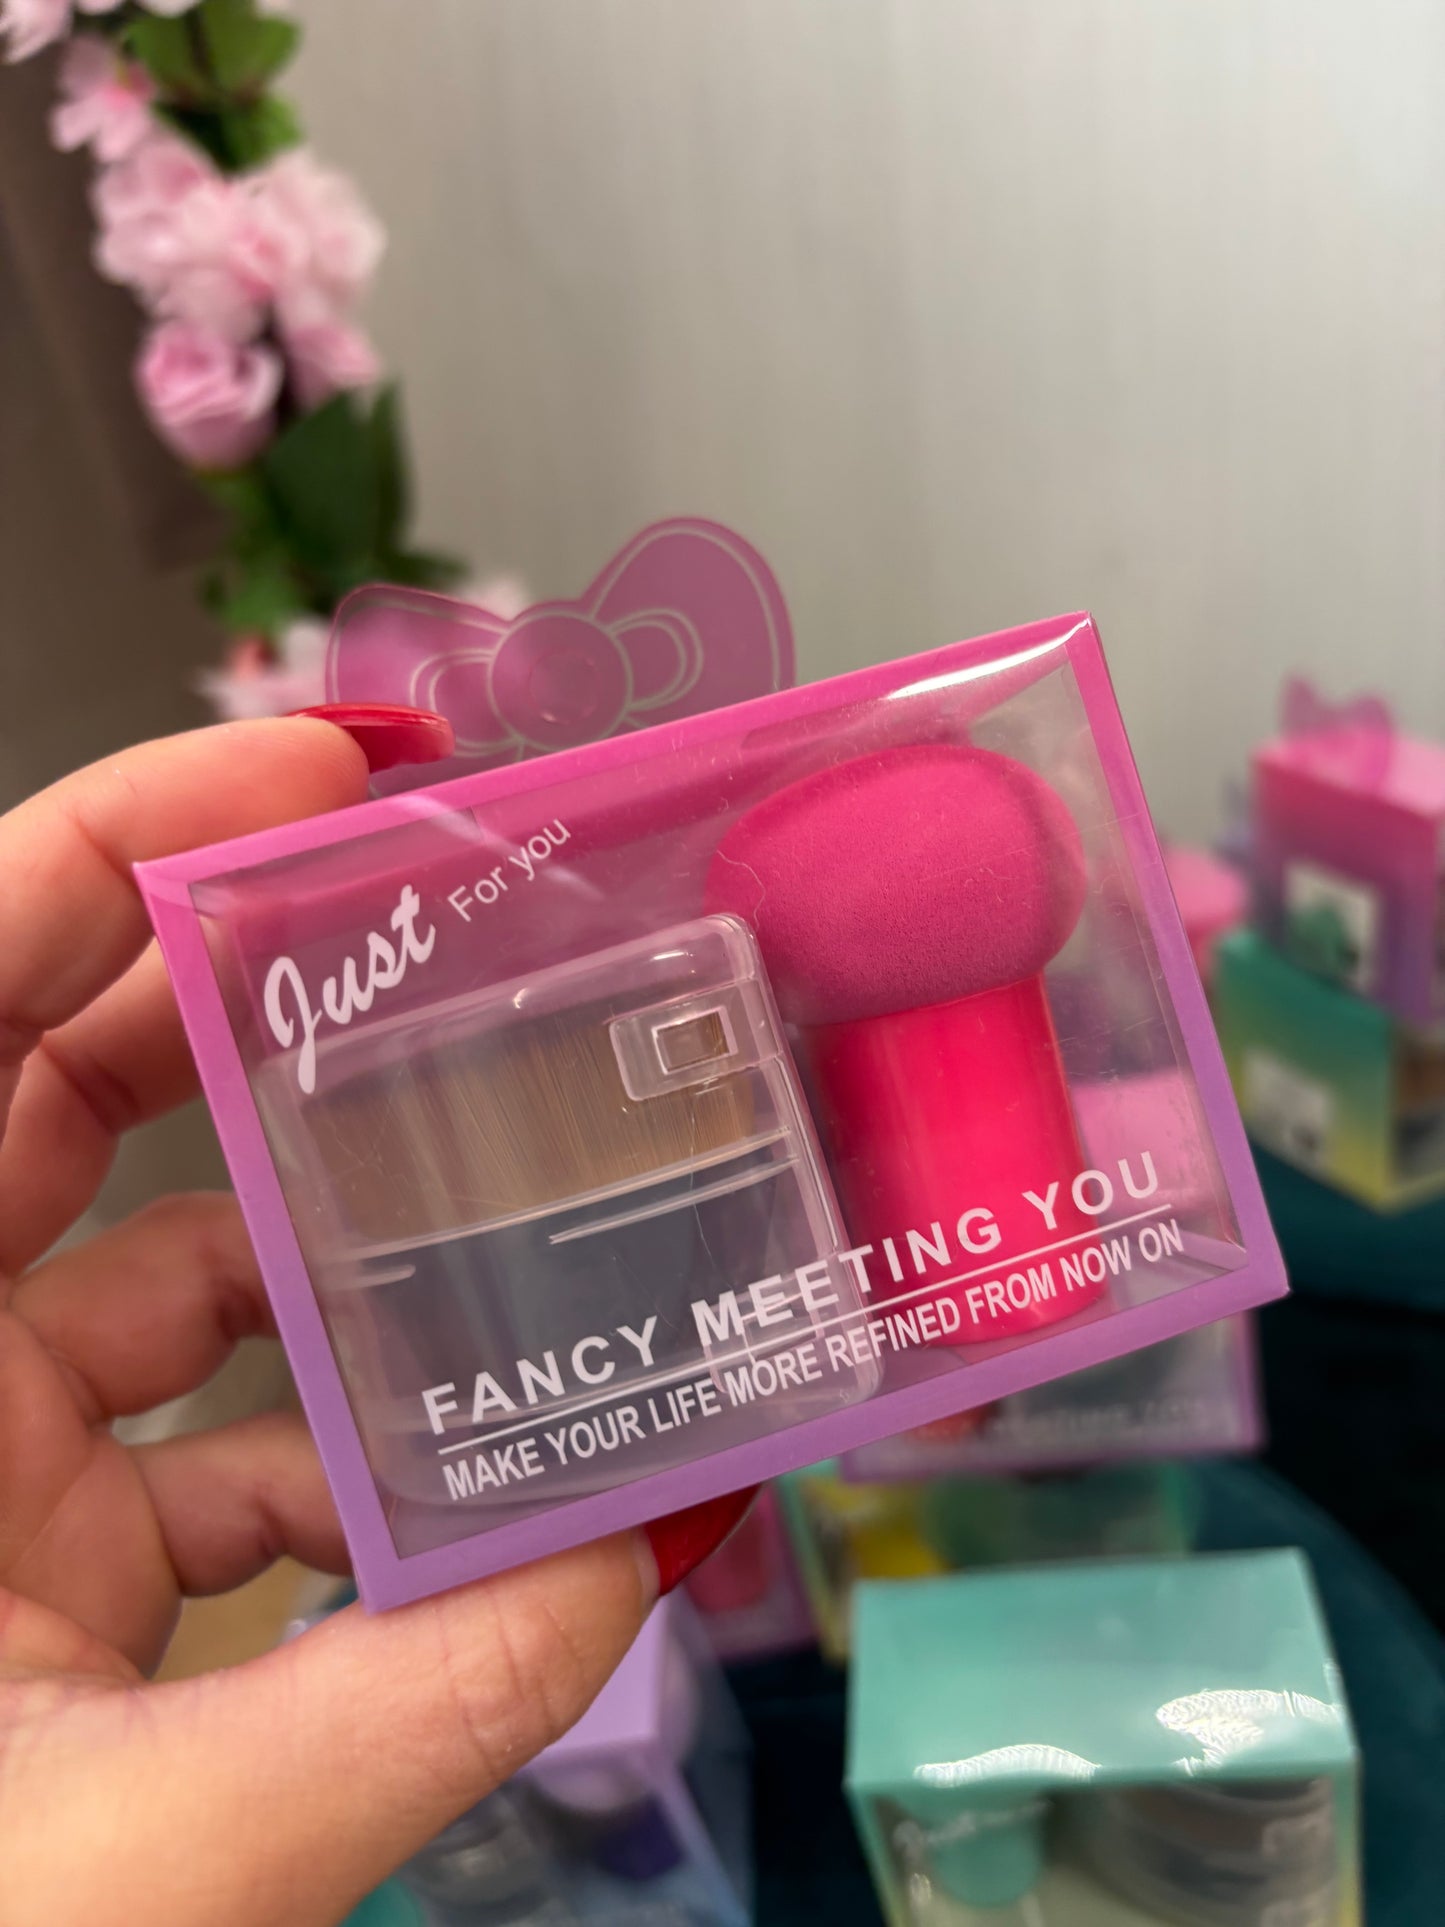 Just For you
FANCY MEETING YOU
MAKE YOUR LIFE MORE REFINED FROM NOW ON